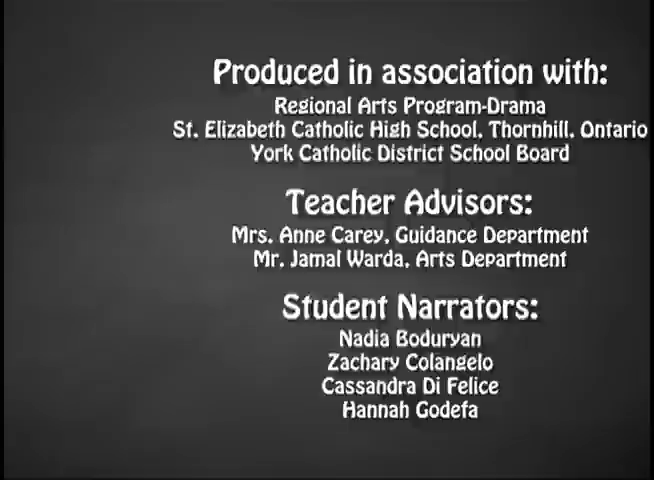 Produced in association with:
Regional Arts Program-Drama
St. Elizabeth Catholic High School, Thornhill, Ontario
York Catholic District School Board
Teacher Advisors:
Mrs. Anne Carey, Guidance Department
Mr. Jamal Warda, Arts Department
Student Narrators:
Nadia Boduryan
Zachary Colangelo
Cassandra Di Felice
Hannah Godefa